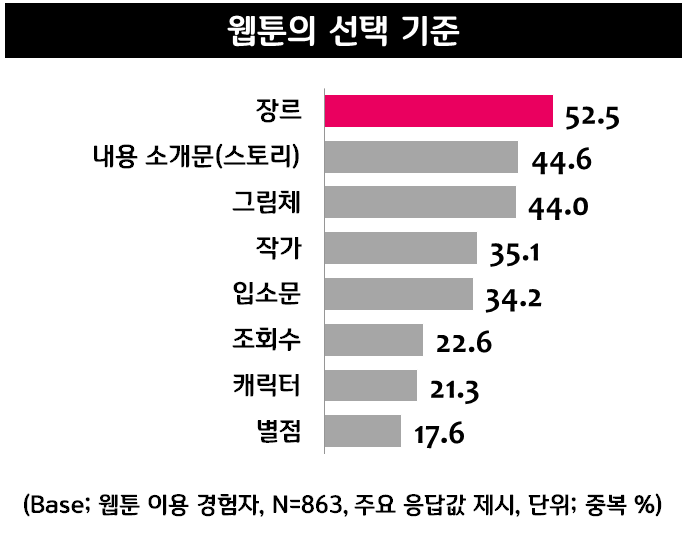 웹툰의 선택 기준
장르 52.5
내용 소개문(스토리) 44.6
그림체 44.0
작가 35.1
입소문 34.2
조회수 22.6
캐릭터 21.3
별점 17.6
(Base; 웹툰 이용 경험자, N=863, 주요 응답값 제시, 단위; 중복 %)